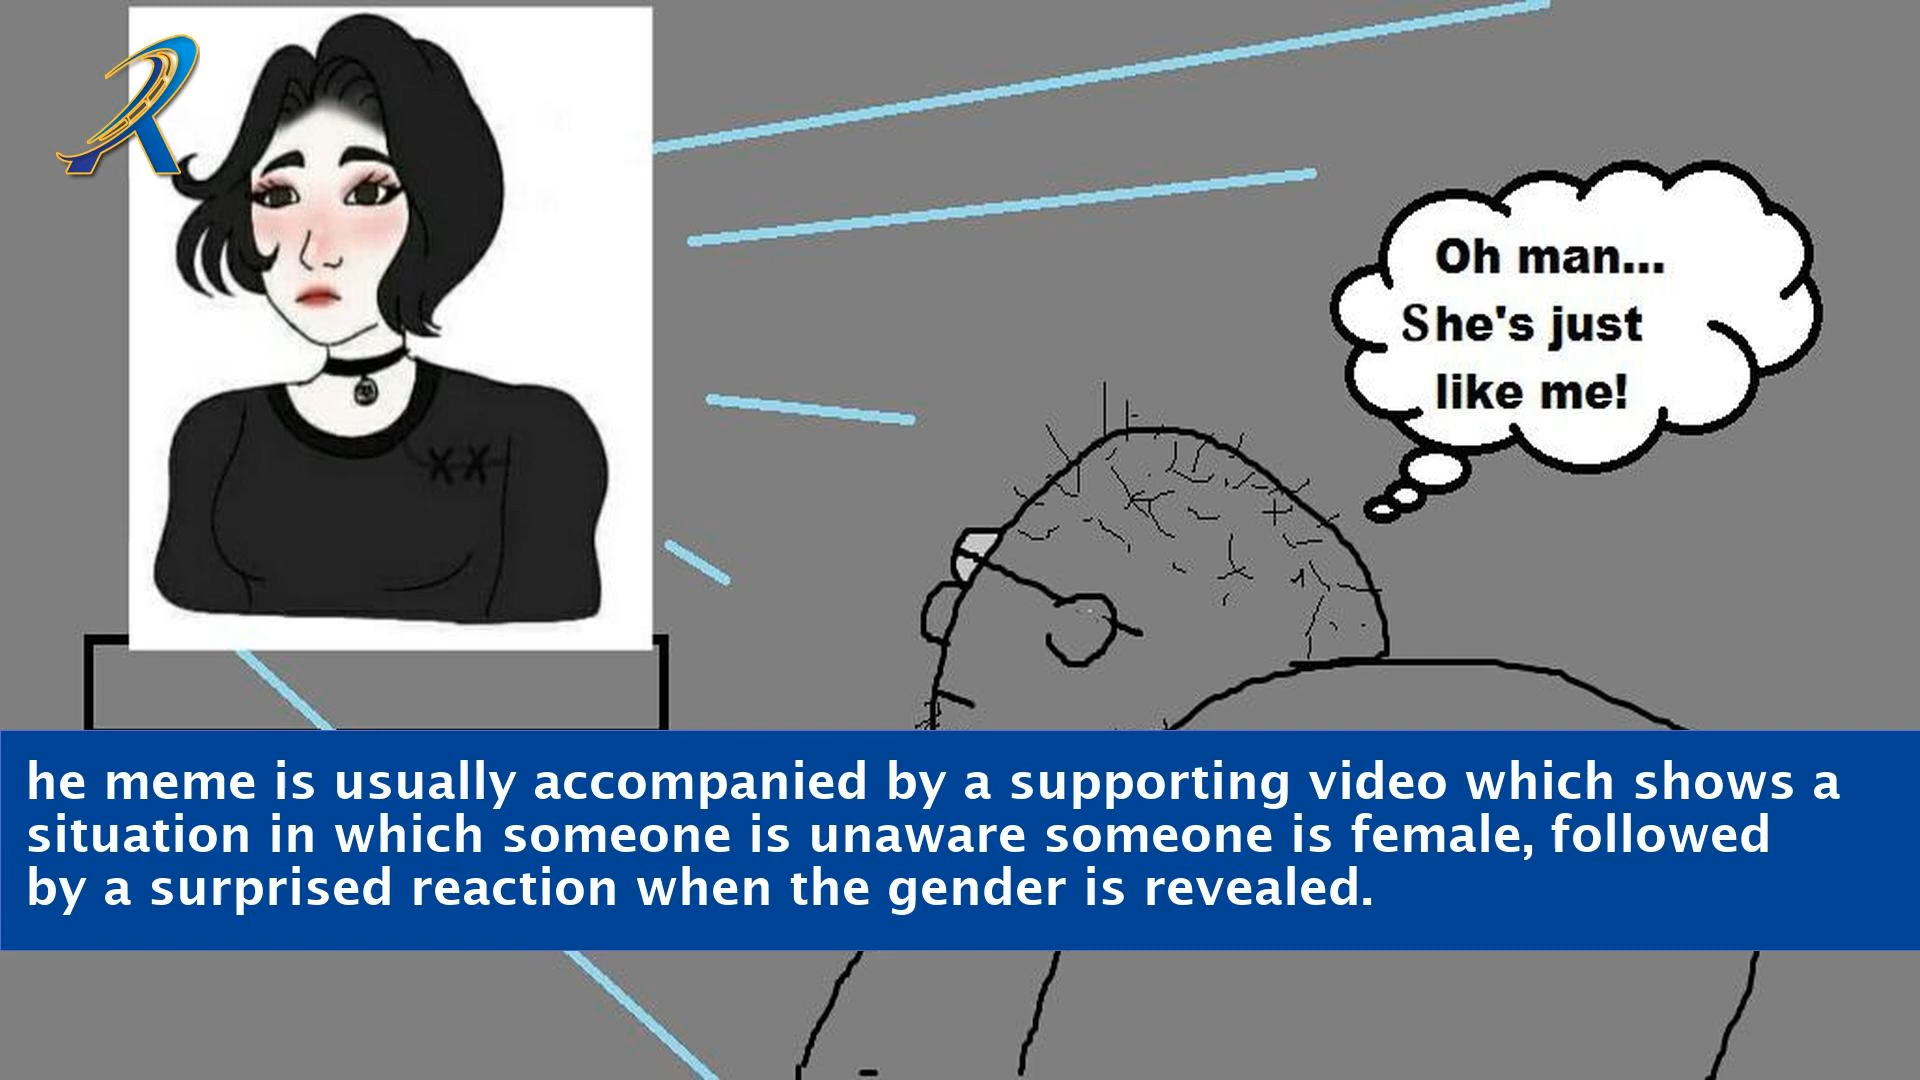 Oh man...
She's just
like me!
he meme is usually accompanied by a supporting video which shows a
situation in which someone is unaware someone is female, followed
by a surprised reaction when the gender is revealed.